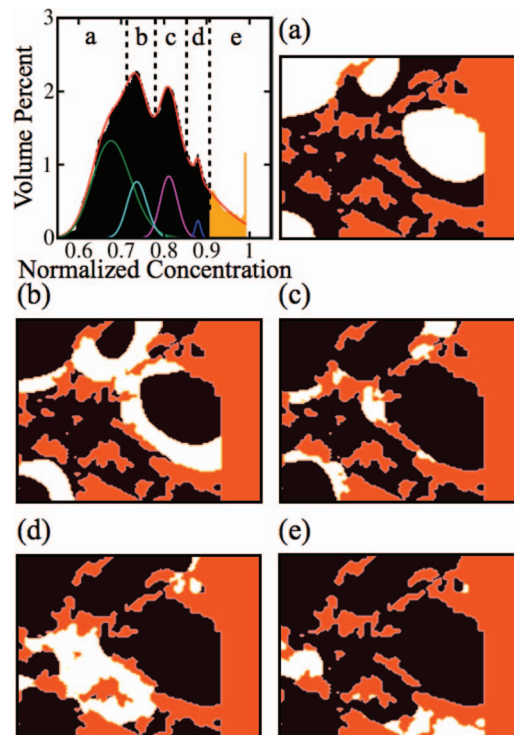 3
a b c d e
2
1
0
Volume Percent
0.6 0.7 0.8 0.9 1
Normalized Concentration
(a)
(b)
(c)
(d)
(e)